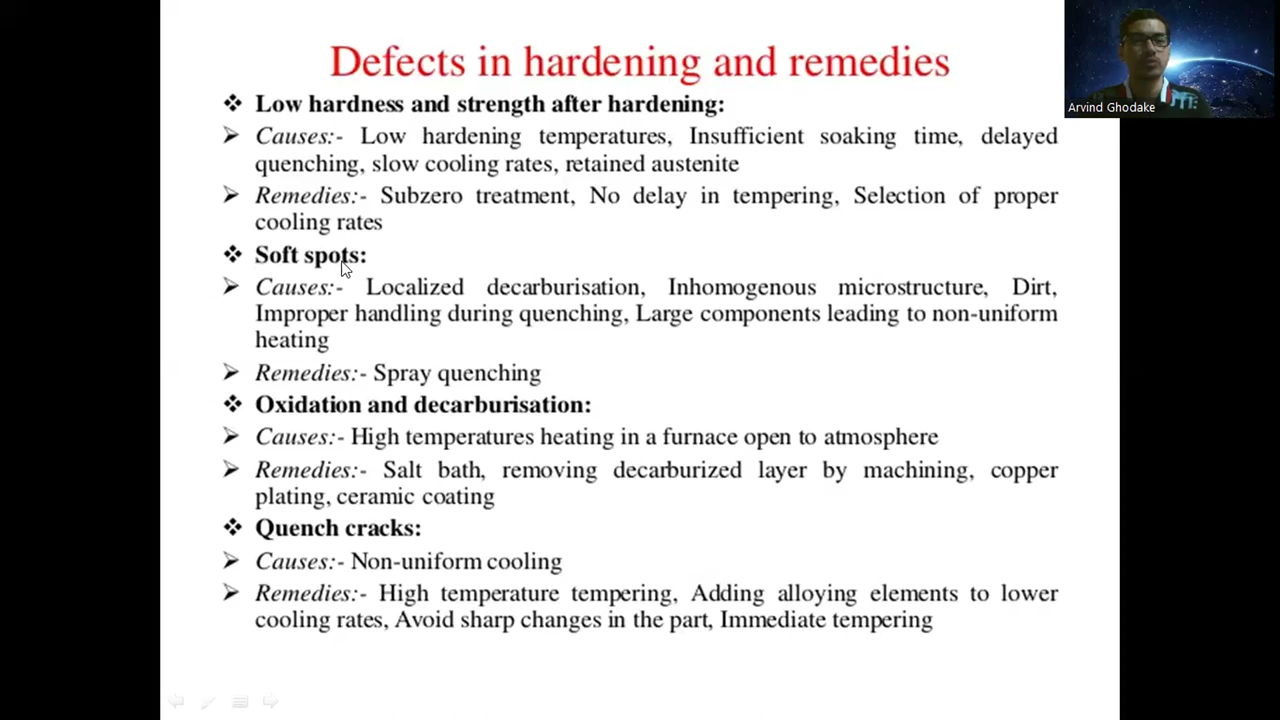 Defects in hardening and remedies
Arvind Ghodake
❖ Low hardness and strength after hardening:
➢ Causes:- Low hardening temperatures, Insufficient soaking time, delayed
quenching, slow cooling rates, retained austenite
➢ Remedies:- Subzero treatment, No delay in tempering, Selection of proper
cooling rates
❖ Soft spots:
➢ Causes:- Localized decarburisation, Inhomogenous microstructure, Dirt,
Improper handling during quenching, Large components leading to non-uniform
heating
➢ Remedies:- Spray quenching
❖ Oxidation and decarburisation:
➢ Causes:- High temperatures heating in a furnace open to atmosphere
➢ Remedies:- Salt bath, removing decarburized layer by machining, copper
plating, ceramic coating
❖ Quench cracks:
➢ Causes:- Non-uniform cooling
➢ Remedies:- High temperature tempering, Adding alloying elements to lower
cooling rates, Avoid sharp changes in the part, Immediate tempering